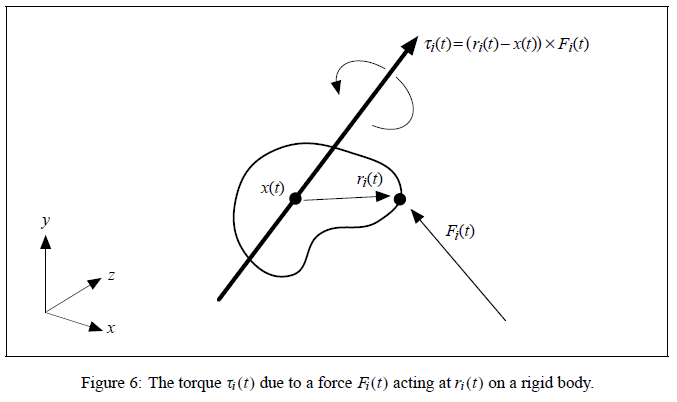 τi(t)=(ri(t)−x(t))×Fi(t)
x(t)
ri(t)
Fi(t)
y
z
x
Figure 6: The torque τi(t) due to a force Fi(t) acting at ri(t) on a rigid body.